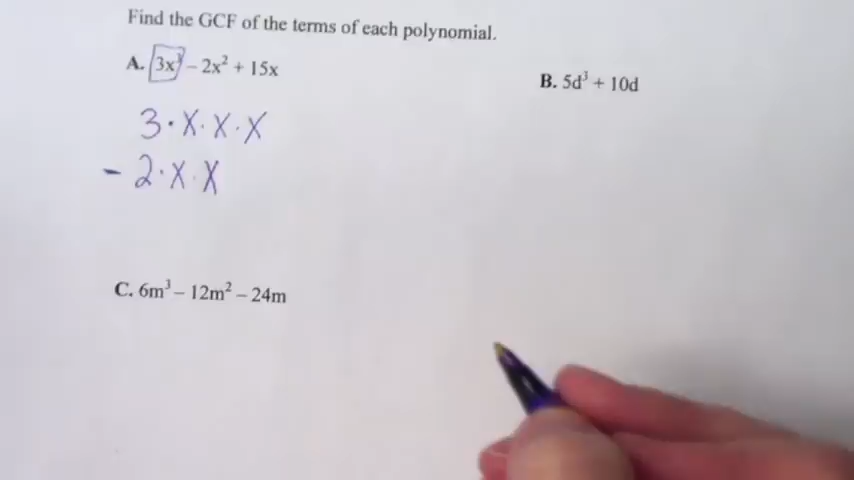 Find the GCF of the terms of each polynomial.
A. 3x³ – 2x² + 15x
B. 5d³ + 10d
3 · x · x · x
– 2 · x · x
C. 6m³ – 12m² – 24m